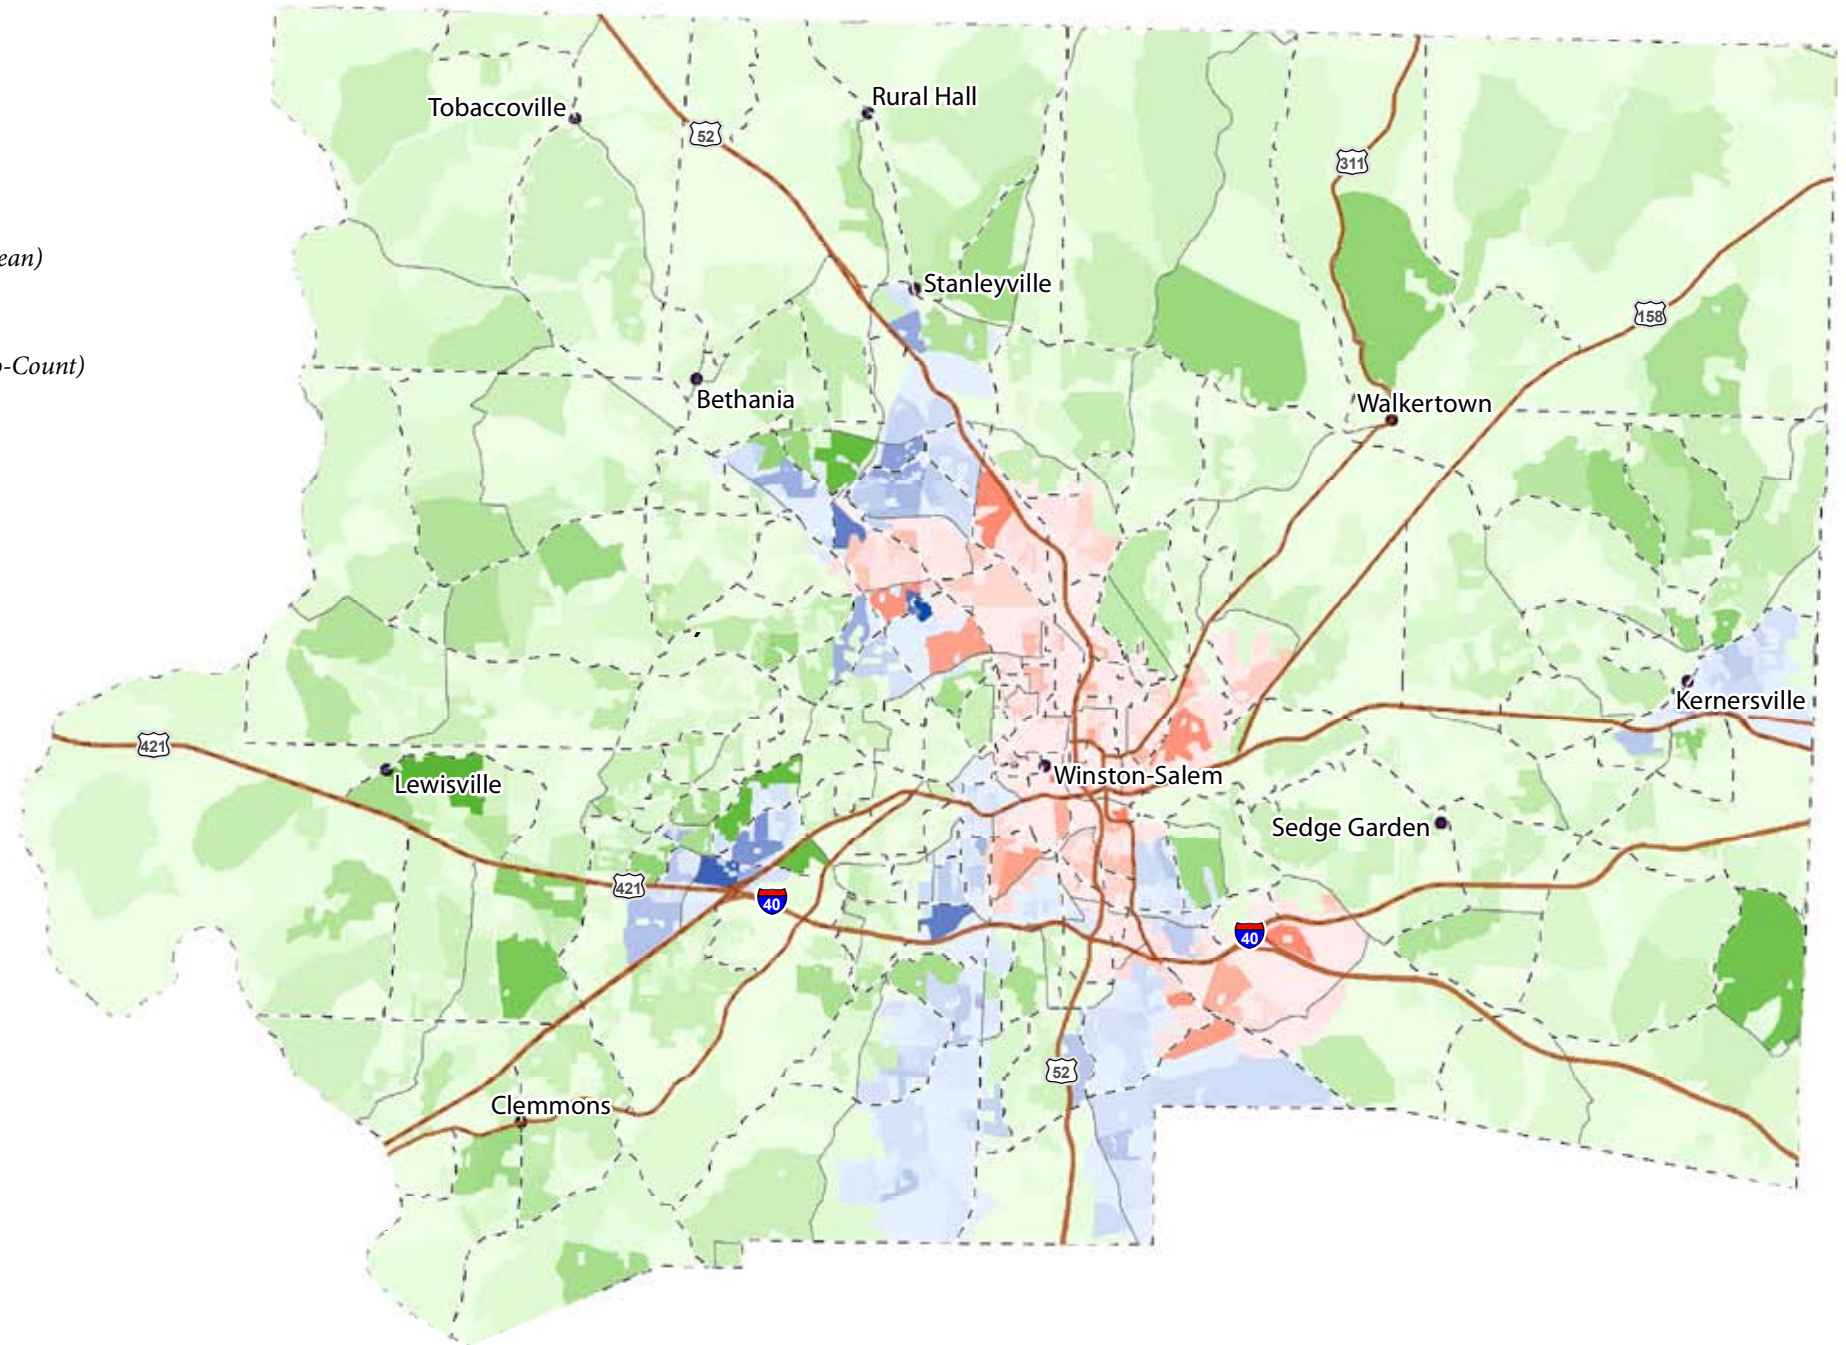 Rural Hall
Tobaccoville
52
311
ean)
Stanleyville
158
o-Count)
Bethania
Walkertown
Kernersville
421
Lewisville
Winston-Salem
Sedge Garden
421
40
40
52
Clemmons